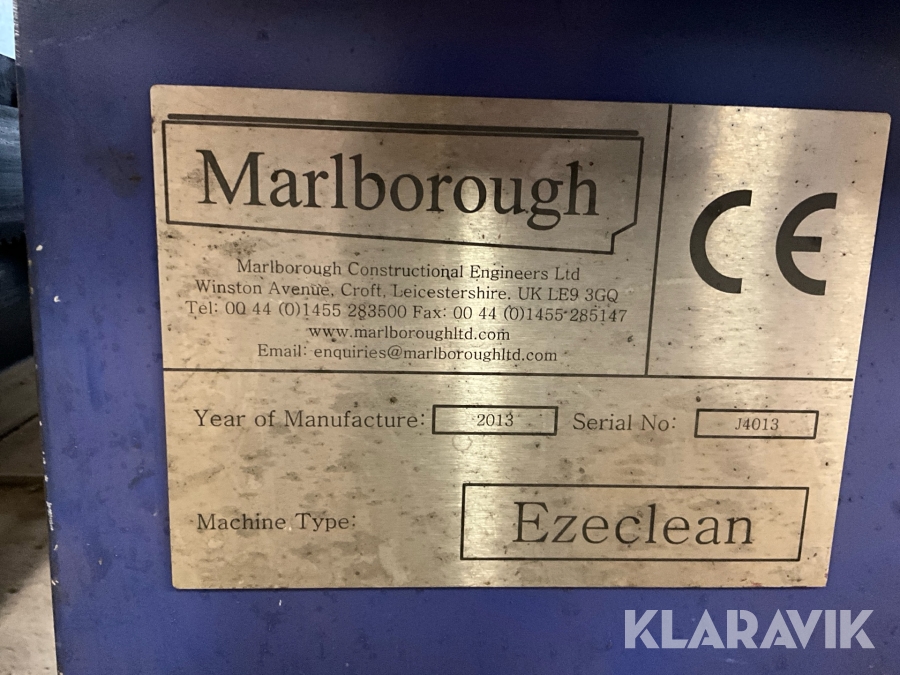 Marlborough
CE
Marlborough Constructional Engineers Ltd
Winston Avenue, Croft, Leicestershire, UK LE9 3GQ
Tel: 00 44 (0)1455 283500 Fax: 00 44 (0)1455 285147
www.marlboroughltd.com
Email: enquiries@marlboroughltd.com
Year of Manufacture: 2013 Serial No: J4013
Machine Type: Ezeclean
KLARAVIK